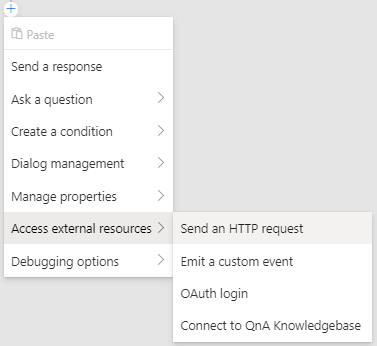 Paste
Send a response
Ask a question
Create a condition
Dialog management
Manage properties
Access external resources
Send an HTTP request
Debugging options
Emit a custom event
OAuth login
Connect to QnA Knowledgebase